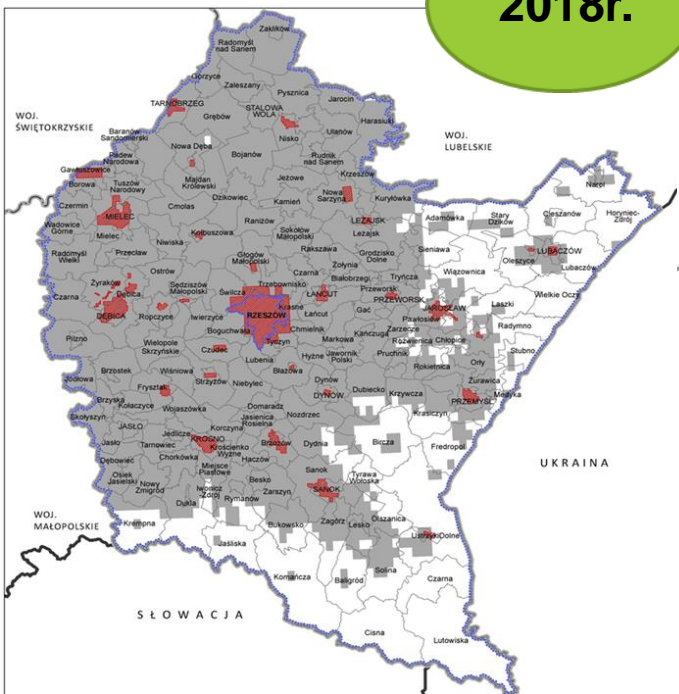 2018r.
Zaklików
Radomyśl
nad Sanem
Gorzyce
Zaleszany
Pysznica
Jarocin
TARNOBRZEG
STALOWA
WOLA
Grębów
Harasiuki
WOJ.
ŚWIĘTOKRZYSKIE
Baranów
Sandomierski
Nisko
Ulanów
WOJ.
LUBELSKIE
Nowa Dęba
Bojanów
Rudnik
nad Sanem
Padew
Narodowa
Gawłuszowice
Borowa
Tuszów
Narodowy
Majdan
Królewski
Jeżowe
Krzeszów
Narol
Czermin
Cmolas
Dzikowiec
Kamień
Nowa
Sarzyna
Kuryłówka
MIELEC
Wadowice
Górne
Mielec
Raniżów
LEŻAJSK
Leżajsk
Adamówka
Stary
Dzików
Cieszanów
Horyniec-
Zdrój
Kolbuszowa
Niwiska
Sokołów
Małopolski
Radomyśl
Wielki
Przecław
Rakszawa
Grodzisko
Dolne
Sieniawa
Oleszyce
LUBACZÓW
Lubaczów
Głogów
Małopolski
Żołynia
Ostrów
Czarna
Białobrzegi
Tryńcza
Wiązownica
Żyraków
Dębica
Sędziszów
Małopolski
Świlcza
Trzebownisko
Czarna
ŁAŃCUT
Przeworsk
PRZEWORSK
Wielkie Oczy
DĘBICA
Ropczyce
Iwierzyce
RZESZÓW
Krasne
Łańcut
Gać
JAROSŁAW
Laszki
Pawłosiów
Boguchwała
Chmielnik
Zarzecze
Radymno
Pilzno
Wielopole
Skrzyńskie
Czudec
Tyczyn
Markowa
Kańczuga
Roźwienica
Chłopice
Lubenia
Hyżne
Jawornik
Polski
Pruchnik
Stubno
Brzostek
Wiśniowa
Błażowa
Rokietnica
Orły
Jodłowa
Frysztak
Strzyżów
Niebylec
Dynów
DYNÓW
Dubiecko
Krzywcza
Żurawica
Medyka
Brzyska
Kołaczyce
Wojaszówka
Domaradz
Nozdrzec
PRZEMYŚL
Skołyszyn
Jasienica
Rosielna
Krasiczyn
JASŁO
Jedlicze
Korczyna
Jasło
Tarnowiec
KROSNO
Krościenko
Wyżne
Brzozów
Dydnia
Bircza
Fredropol
Dębowiec
Chorkówka
Haczów
Miejsce
Piastowe
Sanok
UKRAINA
Osiek
Jasielski
Nowy
Żmigród
Iwonicz
-Zdrój
Besko
Tyrawa
Wołoska
Rymanów
Zarszyn
SANOK
Dukla
WOJ.
MAŁOPOLSKIE
Krempna
Bukowsko
Zagórz
Lesko
Olszanica
Jaśliska
Ustrzyki Dolne
Komańcza
Baligród
Solina
Czarna
SŁOWACJA
Cisna
Lutowiska